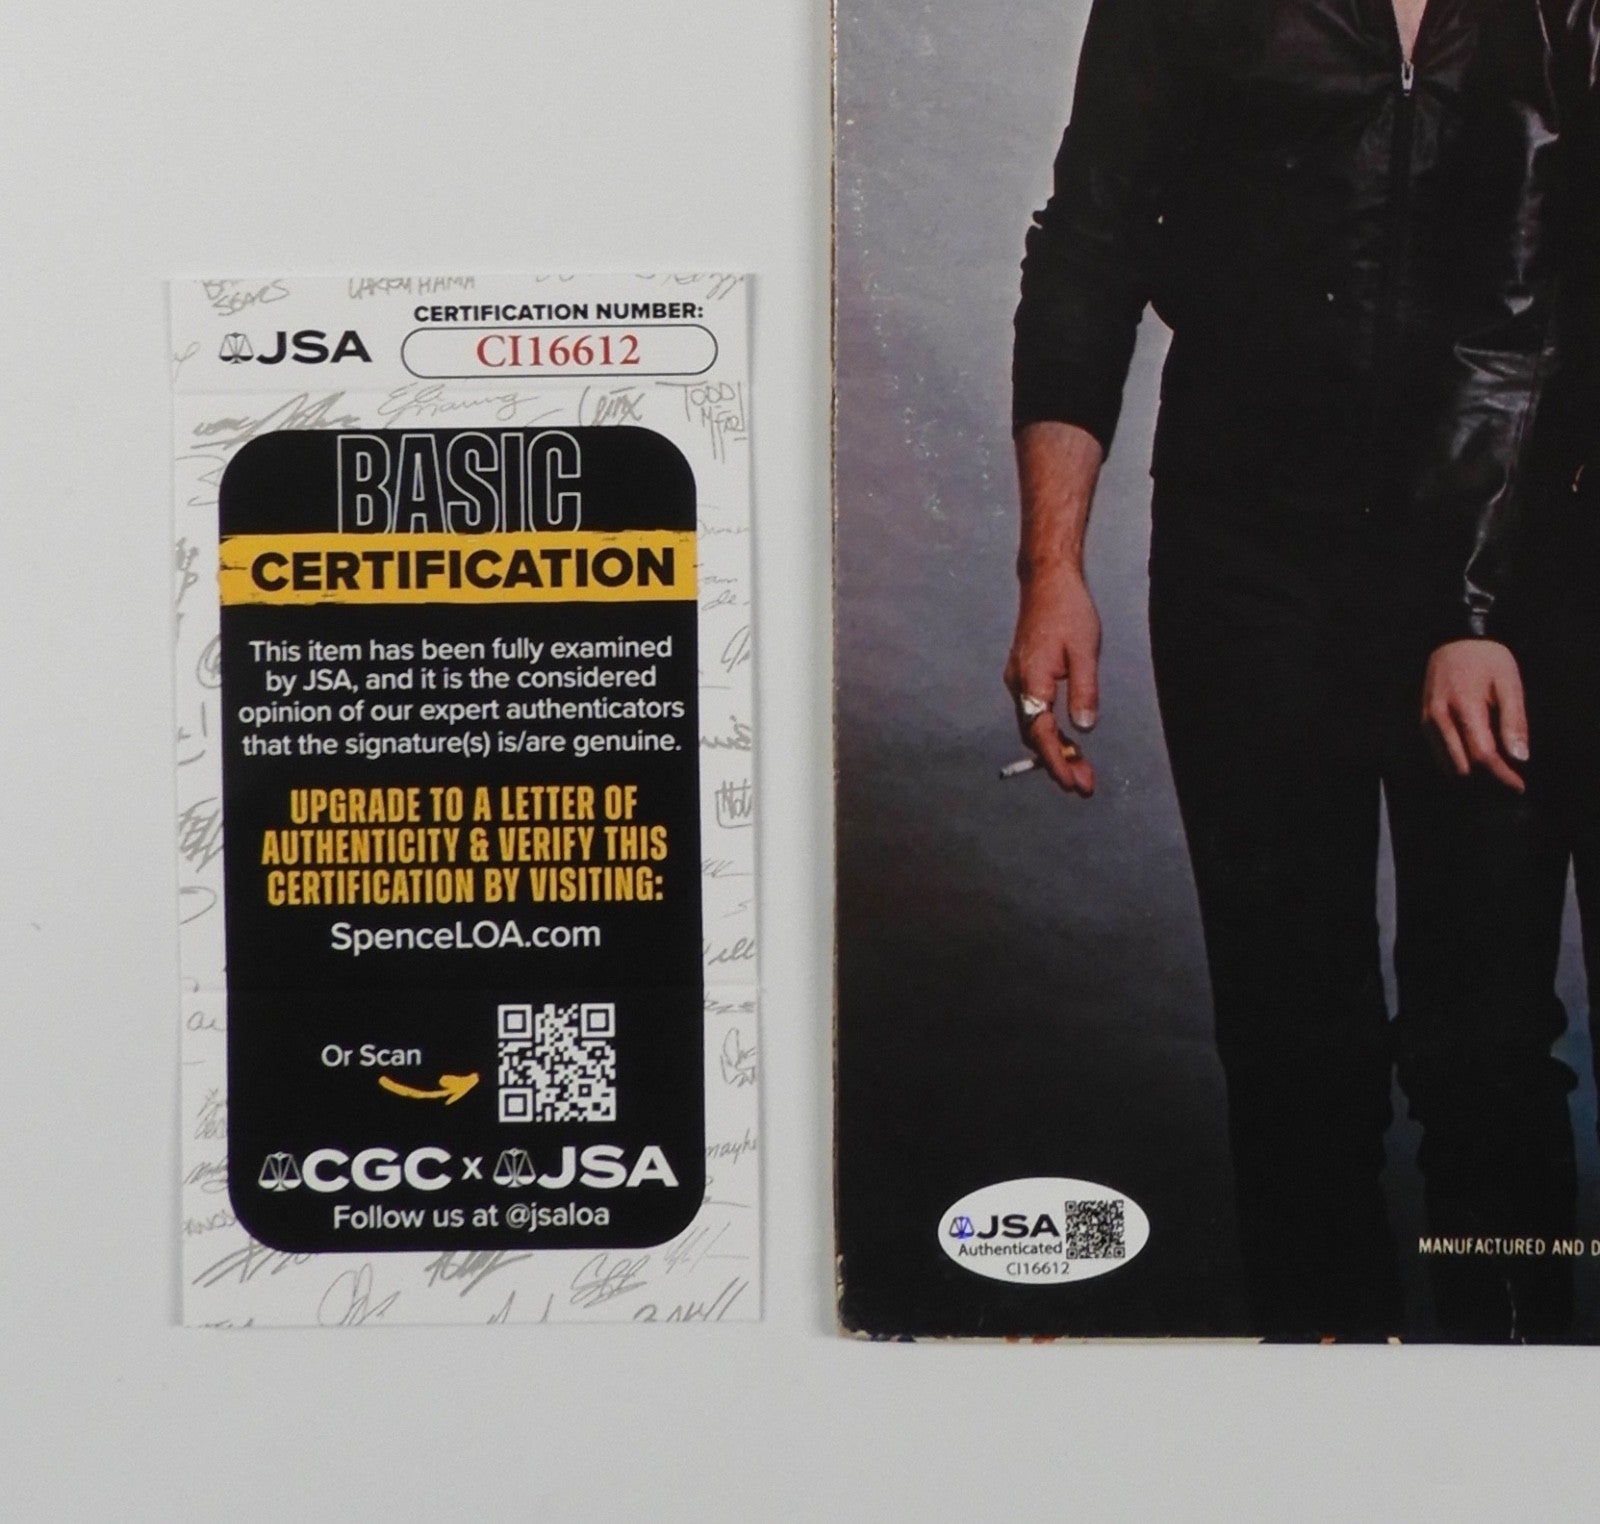 CERTIFICATION NUMBER:
JSA
CI16612
BASIC
CERTIFICATION
This item has been fully examined
by JSA, and it is the considered
opinion of our expert authenticators
that the signature(s) is/are genuine.
UPGRADE TO A LETTER OF
AUTHENTICITY & VERIFY THIS
CERTIFICATION BY VISITING:
SpenceLOA.com
Or Scan
CGC x JSA
Follow us at @jsaloa
JSA
Authenticated
CI16612
MANUFACTURED AND D